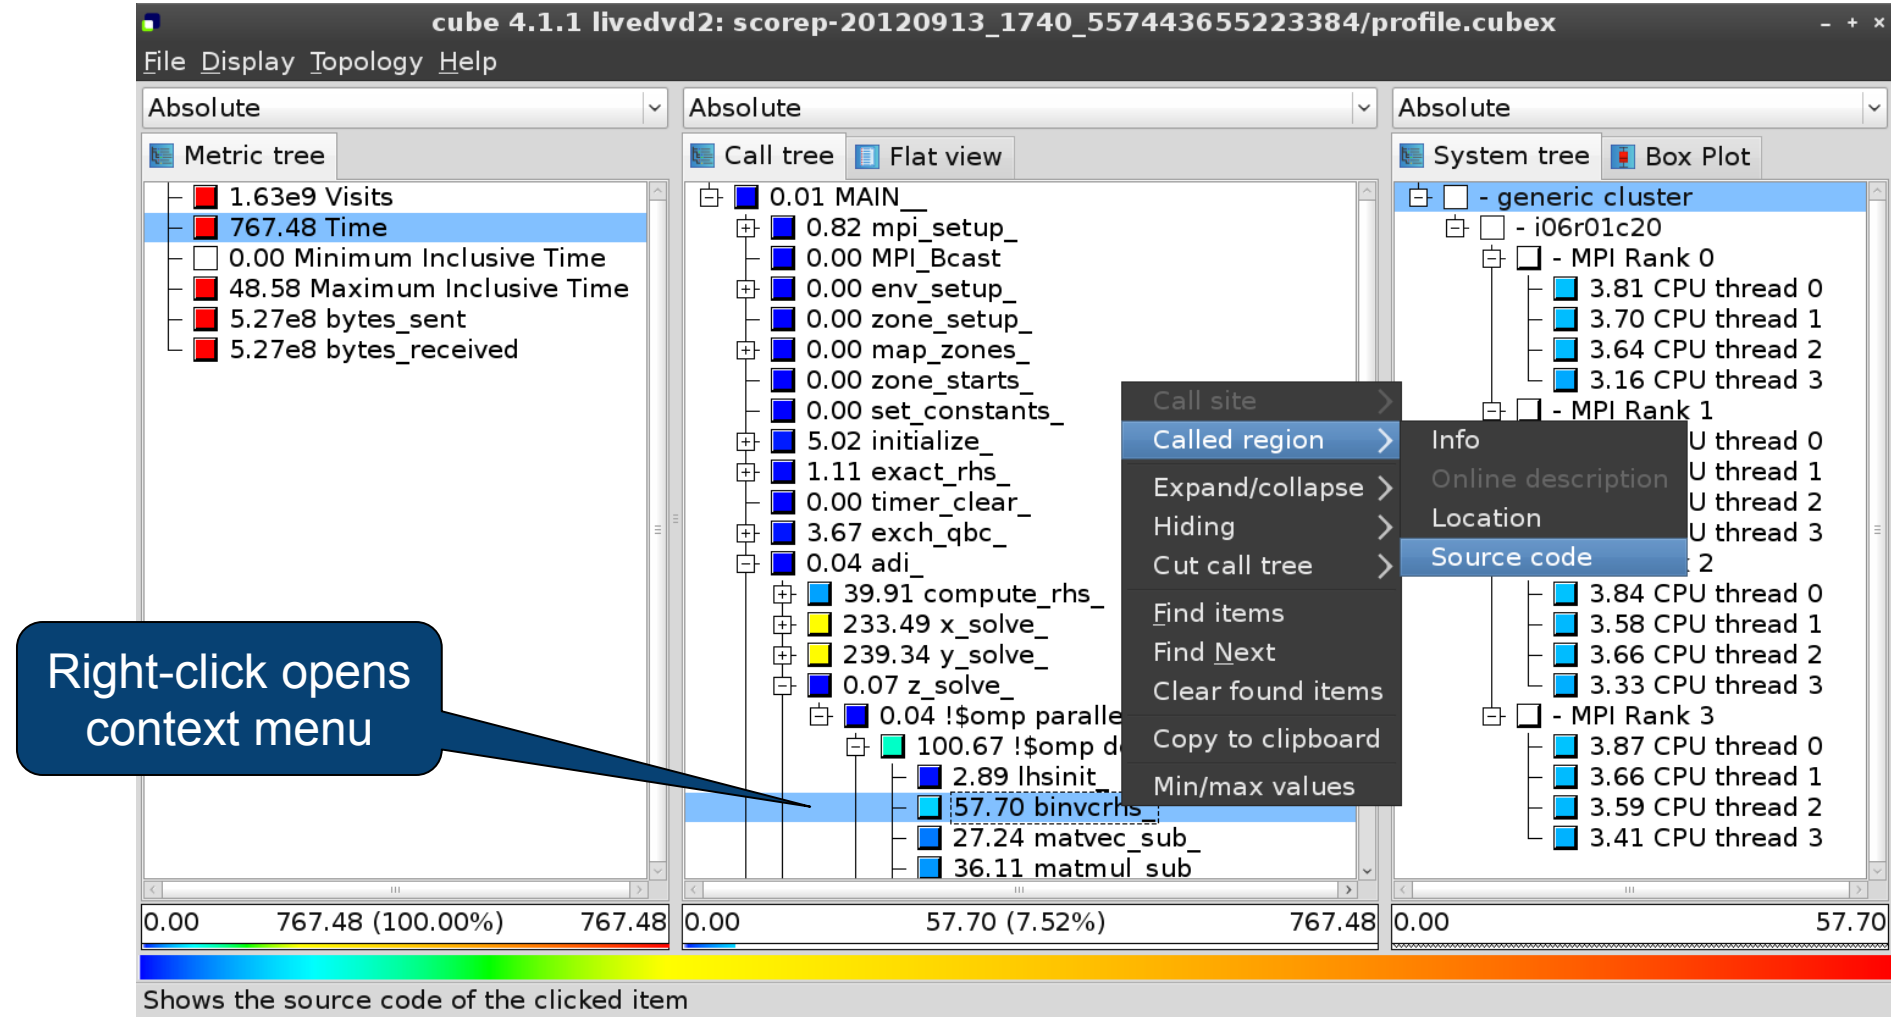 cube 4.1.1 livedvd2: scorep-20120913_1740_557443655223384/profile.cubex
File Display Topology Help
Absolute
Metric tree
1.63e9 Visits
767.48 Time
0.00 Minimum Inclusive Time
48.58 Maximum Inclusive Time
5.27e8 bytes_sent
5.27e8 bytes_received
0.00 767.48 (100.00%) 767.48
Absolute
Call tree Flat view
0.01 MAIN__
0.82 mpi_setup_
0.00 MPI_Bcast
0.00 env_setup_
0.00 zone_setup_
0.00 map_zones_
0.00 zone_starts_
0.00 set_constants_
5.02 initialize_
1.11 exact_rhs_
0.00 timer_clear_
3.67 exch_qbc_
0.04 adi_
39.91 compute_rhs_
233.49 x_solve_
239.34 y_solve_
0.07 z_solve_
0.04 !$omp paralle
100.67 !$omp d
2.89 lhsinit_
57.70 binvcrhs_
27.24 matvec_sub_
36.11 matmul_sub
0.00 57.70 (7.52%) 767.48
Call site
Called region
Expand/collapse
Hiding
Cut call tree
Find items
Find Next
Clear found items
Copy to clipboard
Min/max values
Info
Online description
Location
Source code
Absolute
System tree Box Plot
- generic cluster
- i06r01c20
- MPI Rank 0
3.81 CPU thread 0
3.70 CPU thread 1
3.64 CPU thread 2
3.16 CPU thread 3
- MPI Rank 1
U thread 0
U thread 1
U thread 2
U thread 3
2
3.84 CPU thread 0
3.58 CPU thread 1
3.66 CPU thread 2
3.33 CPU thread 3
- MPI Rank 3
3.87 CPU thread 0
3.66 CPU thread 1
3.59 CPU thread 2
3.41 CPU thread 3
0.00 57.70
Right-click opens
context menu
Shows the source code of the clicked item